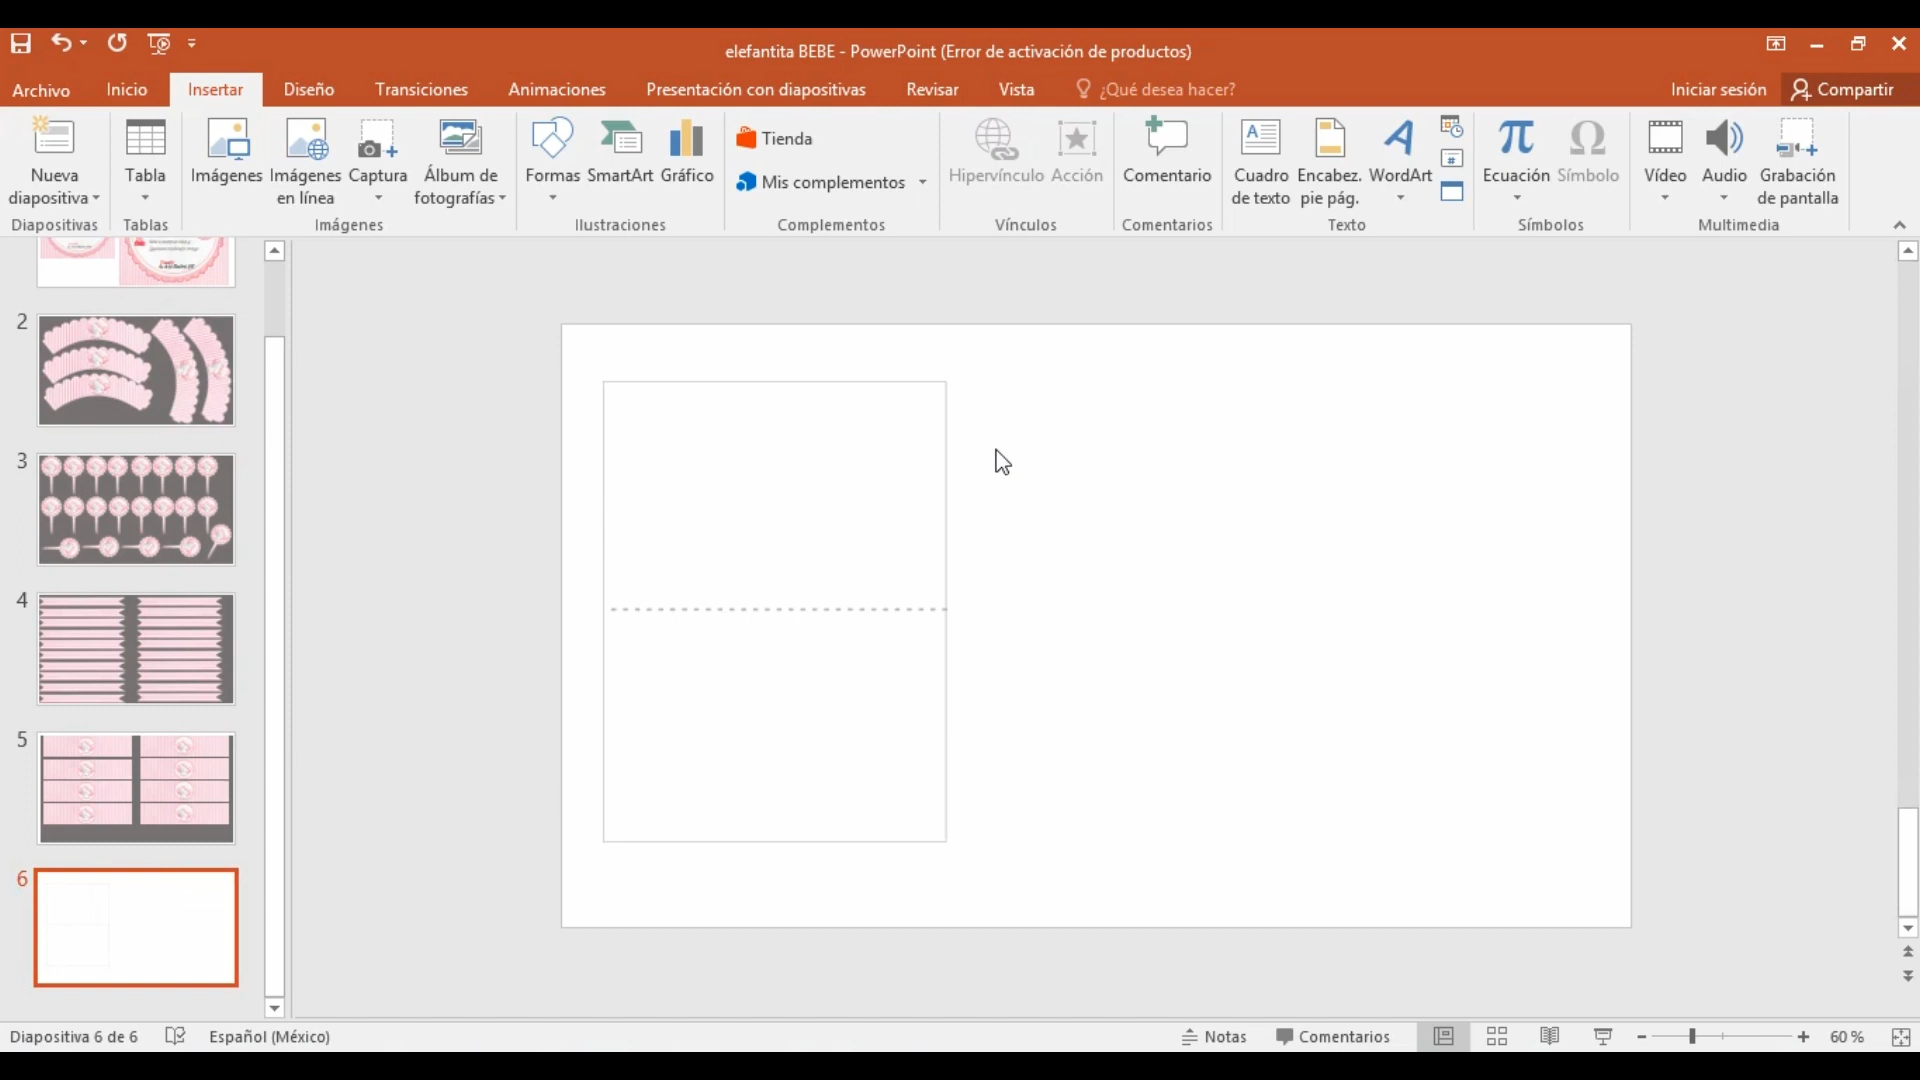 elefantita BEBE - PowerPoint (Error de activación de productos)
Archivo Inicio Insertar Diseño Transiciones Animaciones Presentación con diapositivas Revisar Vista ¿Qué desea hacer? Iniciar sesión Compartir
Nueva diapositiva
Tabla
Imágenes
Imágenes en línea
Captura
Álbum de fotografías
Formas
SmartArt
Gráfico
Tienda
Mis complementos
Hipervínculo
Acción
Comentario
Cuadro de texto
Encabez. pie pág.
WordArt
Ecuación
Símbolo
Vídeo
Audio
Grabación de pantalla
Diapositivas Tablas Imágenes Ilustraciones Complementos Vínculos Comentarios Texto Símbolos Multimedia
2
3
4
5
6
Diapositiva 6 de 6 Español (México) Notas Comentarios 60 %